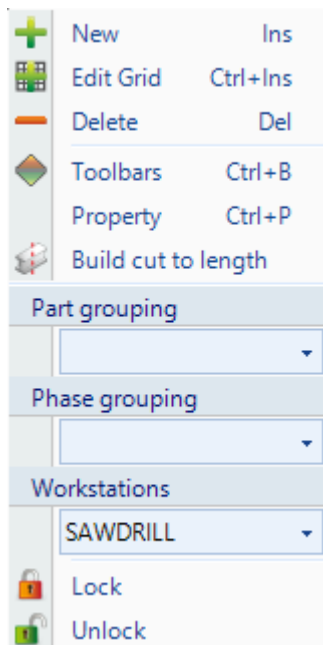 New Ins
Edit Grid Ctrl+Ins
Delete Del
Toolbars Ctrl+B
Property Ctrl+P
Build cut to length
Part grouping
Phase grouping
Workstations
SAWDRILL
Lock
Unlock